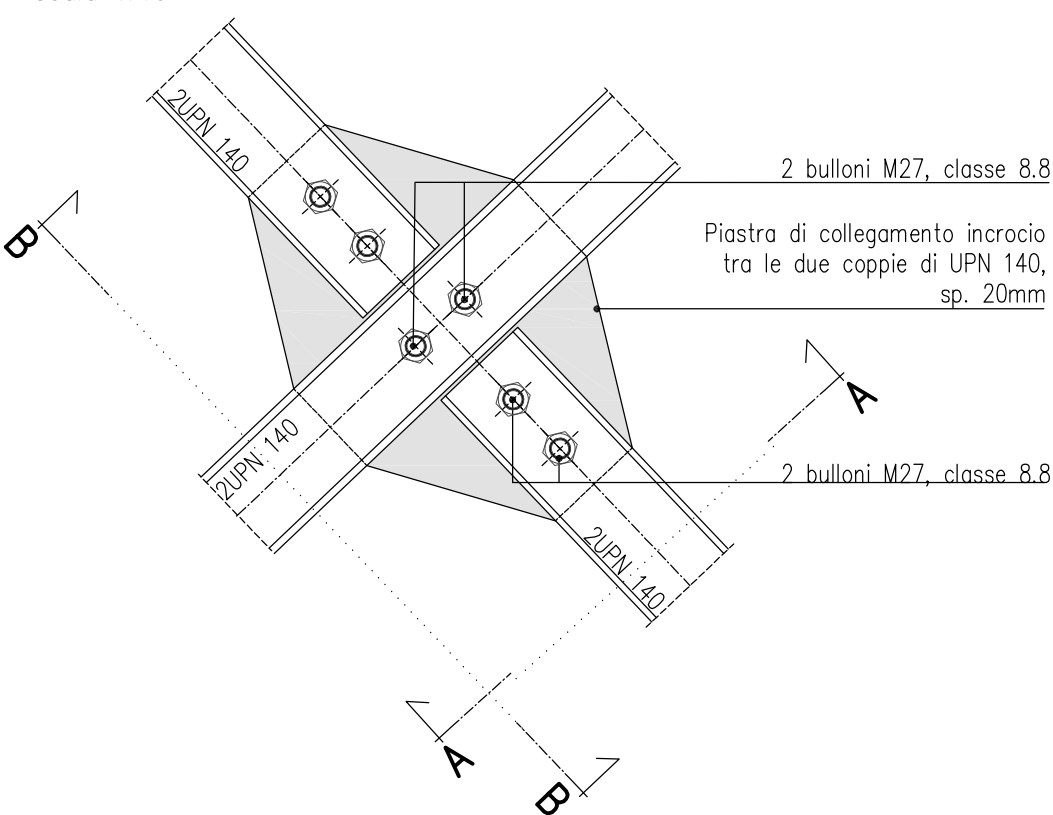 2UPN 140
2 bulloni M27, classe 8.8
Piastra di collegamento incrocio
tra le due coppie di UPN 140,
sp. 20mm
B
A
2UPN 140
2 bulloni M27, classe 8.8
2UPN 140
A
B